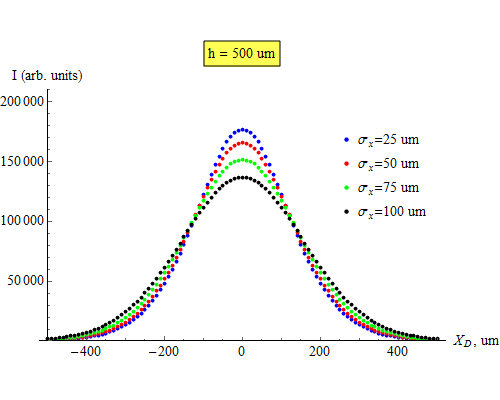 h = 500 um
I (arb. units)
200 000
150 000
100 000
50 000
σx=25 um
σx=50 um
σx=75 um
σx=100 um
−400 −200 0 200 400
XD, um